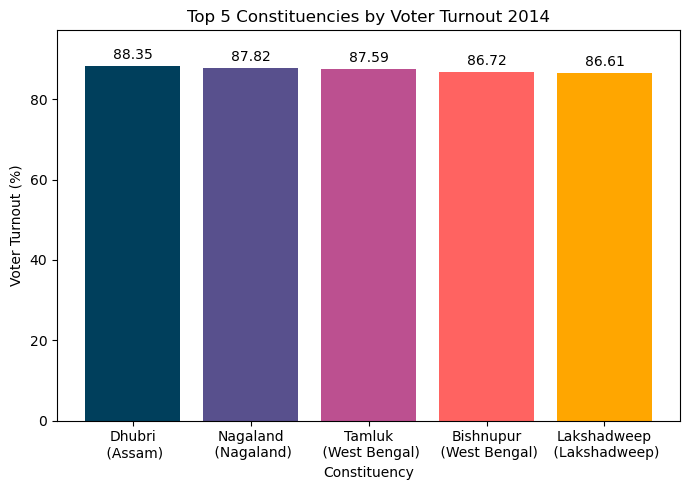 Top 5 Constituencies by Voter Turnout 2014
Voter Turnout (%)
80
60
40
20
0
88.35
87.82
87.59
86.72
86.61
Dhubri
(Assam)
Nagaland
(Nagaland)
Tamluk
(West Bengal)
Bishnupur
(West Bengal)
Lakshadweep
(Lakshadweep)
Constituency